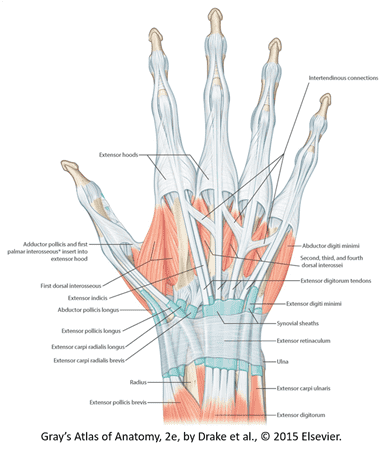 Intertendinous connections
Extensor hoods
Adductor pollicis and first
palmar interosseous* insert into
extensor hood
Abductor digiti minimi
Second, third, and fourth
dorsal interossei
First dorsal interosseous
Extensor digitorum tendons
Extensor indicis
Extensor digiti minimi
Abductor pollicis longus
Synovial sheaths
Extensor pollicis longus
Extensor retinaculum
Extensor carpi radialis longus
Extensor carpi radialis brevis
Ulna
Radius
Extensor carpi ulnaris
Extensor pollicis brevis
Extensor digitorum
Gray’s Atlas of Anatomy, 2e, by Drake et al., © 2015 Elsevier.